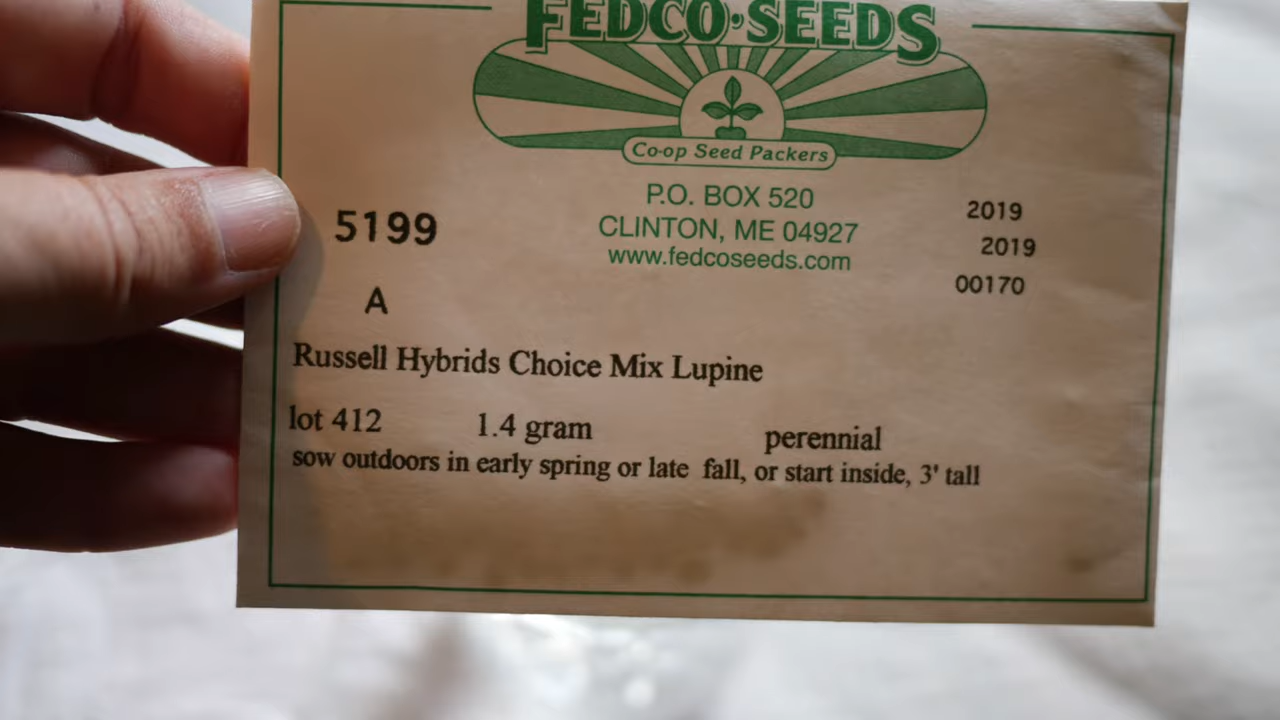 FEDCO•SEEDS
Co-op Seed Packers
P.O. BOX 520
CLINTON, ME 04927
www.fedcoseeds.com
2019
2019
00170
5199
A
Russell Hybrids Choice Mix Lupine
lot 412 1.4 gram perennial
sow outdoors in early spring or late fall, or start inside, 3' tall